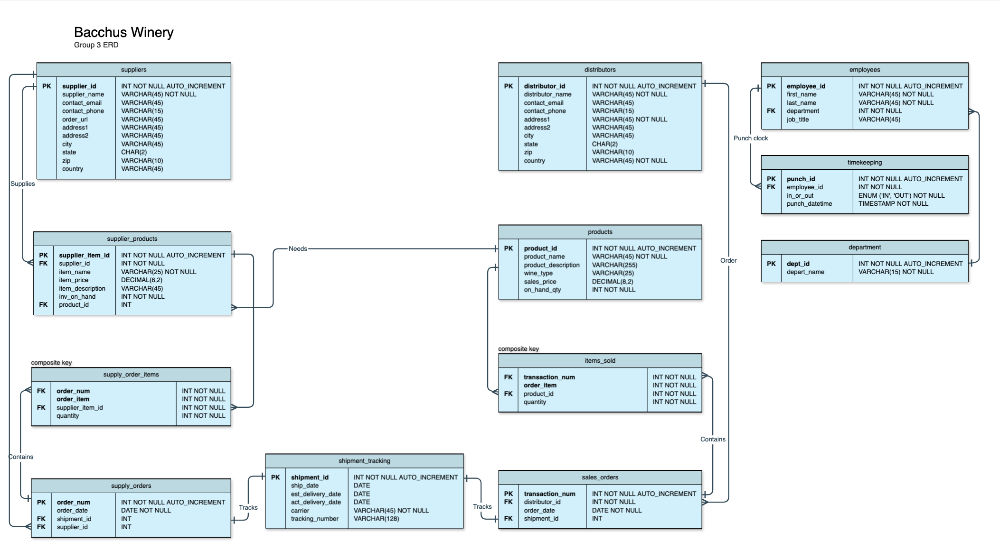 Bacchus Winery
Group 3 ERD
suppliers
PK supplier_id INT NOT NULL AUTO_INCREMENT
supplier_name VARCHAR(45) NOT NULL
contact_email VARCHAR(45)
contact_phone VARCHAR(15)
order_url VARCHAR(45)
address1 VARCHAR(45)
address2 VARCHAR(45)
city VARCHAR(45)
state CHAR(2)
zip VARCHAR(10)
country VARCHAR(45)
distributors
PK distributor_id INT NOT NULL AUTO_INCREMENT
distributor_name VARCHAR(45) NOT NULL
contact_email VARCHAR(45)
contact_phone VARCHAR(15)
address1 VARCHAR(45) NOT NULL
address2 VARCHAR(45)
city VARCHAR(45)
state CHAR(2)
zip VARCHAR(10)
country VARCHAR(45) NOT NULL
employees
PK employee_id INT NOT NULL AUTO_INCREMENT
first_name VARCHAR(45) NOT NULL
last_name VARCHAR(45) NOT NULL
FK department INT NOT NULL
job_title VARCHAR(45)
Punch clock
timekeeping
PK punch_id INT NOT NULL AUTO_INCREMENT
FK employee_id INT NOT NULL
in_or_out ENUM ('IN', 'OUT') NOT NULL
punch_datetime TIMESTAMP NOT NULL
Supplies
supplier_products
PK supplier_item_id INT NOT NULL AUTO_INCREMENT
FK supplier_id INT NOT NULL
item_name VARCHAR(25) NOT NULL
item_price DECIMAL(8,2)
item_description VARCHAR(45)
inv_on_hand INT NOT NULL
FK product_id INT
Needs
products
PK product_id INT NOT NULL AUTO_INCREMENT
product_name VARCHAR(45) NOT NULL
product_description VARCHAR(255)
wine_type VARCHAR(25)
sales_price DECIMAL(8,2)
on_hand_qty INT NOT NULL
Order
department
PK dept_id INT NOT NULL AUTO_INCREMENT
depart_name VARCHAR(15) NOT NULL
composite key
supply_order_items
FK order_num INT NOT NULL
order_item INT NOT NULL
FK supplier_item_id INT NOT NULL
quantity INT NOT NULL
composite key
items_sold
FK transaction_num INT NOT NULL
order_item INT NOT NULL
FK product_id INT NOT NULL
quantity INT NOT NULL
Contains
Contains
supply_orders
PK order_num INT NOT NULL AUTO_INCREMENT
order_date DATE NOT NULL
FK shipment_id INT
FK supplier_id INT
Tracks
shipment_tracking
PK shipment_id INT NOT NULL AUTO_INCREMENT
ship_date DATE
est_delivery_date DATE
act_delivery_date DATE
carrier VARCHAR(45) NOT NULL
tracking_number VARCHAR(128)
Tracks
sales_orders
PK transaction_num INT NOT NULL AUTO_INCREMENT
FK distributor_id INT NOT NULL
order_date DATE NOT NULL
FK shipment_id INT